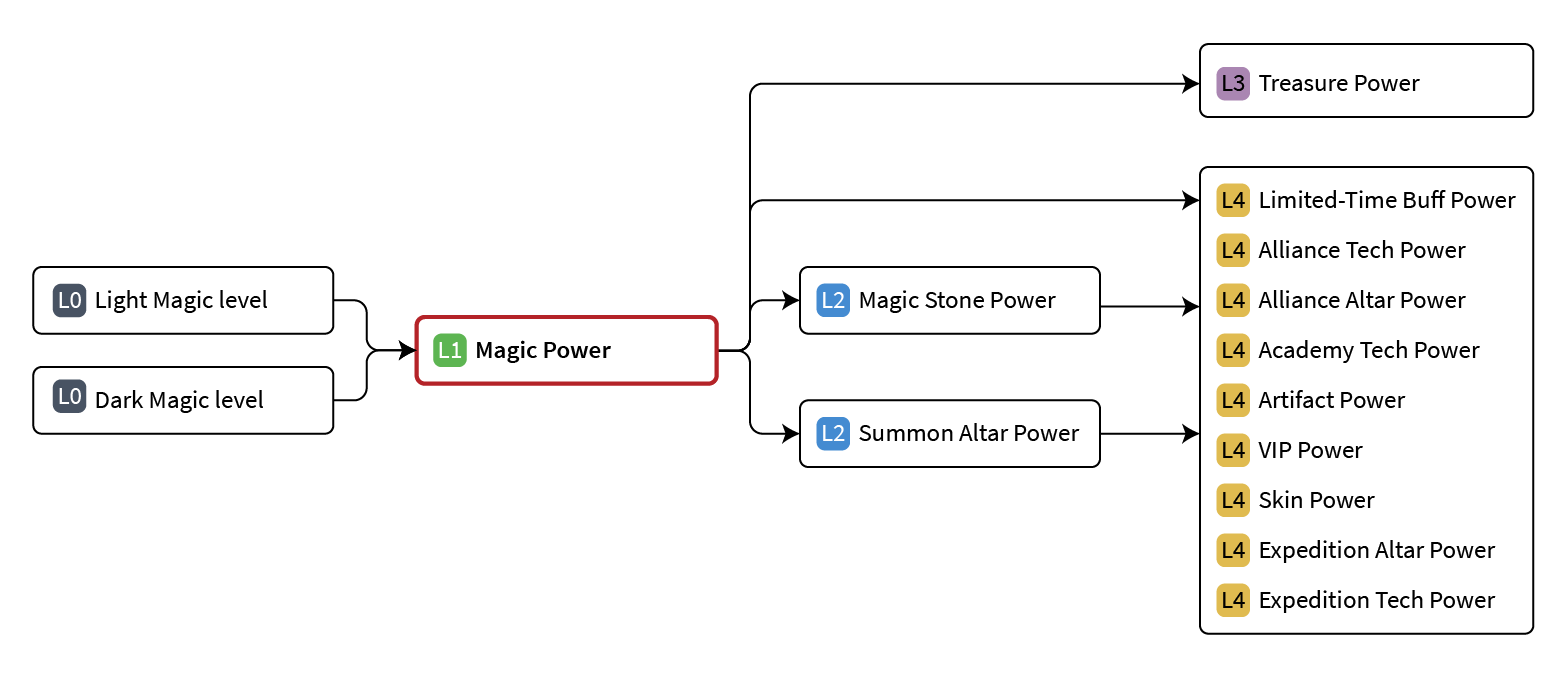 L0 Light Magic level
L0 Dark Magic level
L1 Magic Power
L2 Magic Stone Power
L2 Summon Altar Power
L3 Treasure Power
L4 Limited-Time Buff Power
L4 Alliance Tech Power
L4 Alliance Altar Power
L4 Academy Tech Power
L4 Artifact Power
L4 VIP Power
L4 Skin Power
L4 Expedition Altar Power
L4 Expedition Tech Power